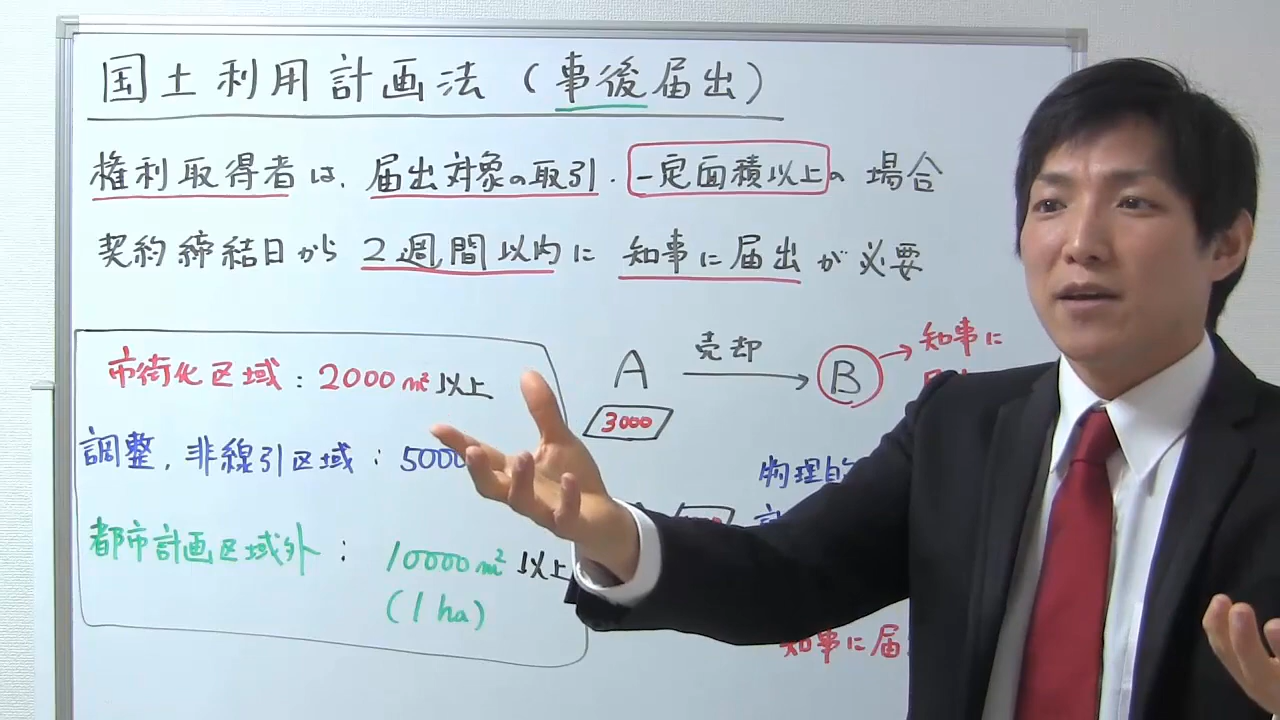 国土利用計画法（事後届出）
権利取得者は、届出対象の取引・一定面積以上の場合
契約締結日から２週間以内に知事に届出が必要
市街化区域：2000㎡以上
調整、非線引区域：5000
都市計画区域外：10000㎡以上
(1ha)
A 売却 B 知事に
3000
物理的
知事に届